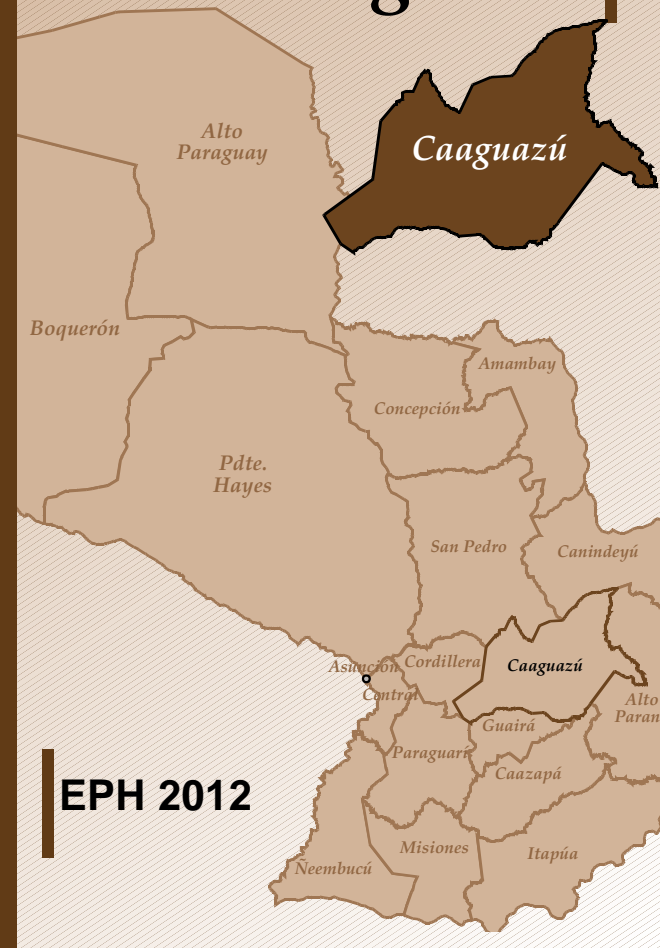 Alto
Paraguay
Caaguazú
Boquerón
Amambay
Concepción
Pdte.
Hayes
San Pedro
Canindeyú
Asunción
Cordillera
Caaguazú
Central
Alto
Guairá
Paraguarí
Caazapá
EPH 2012
Misiones
Itapúa
Ñeembucú